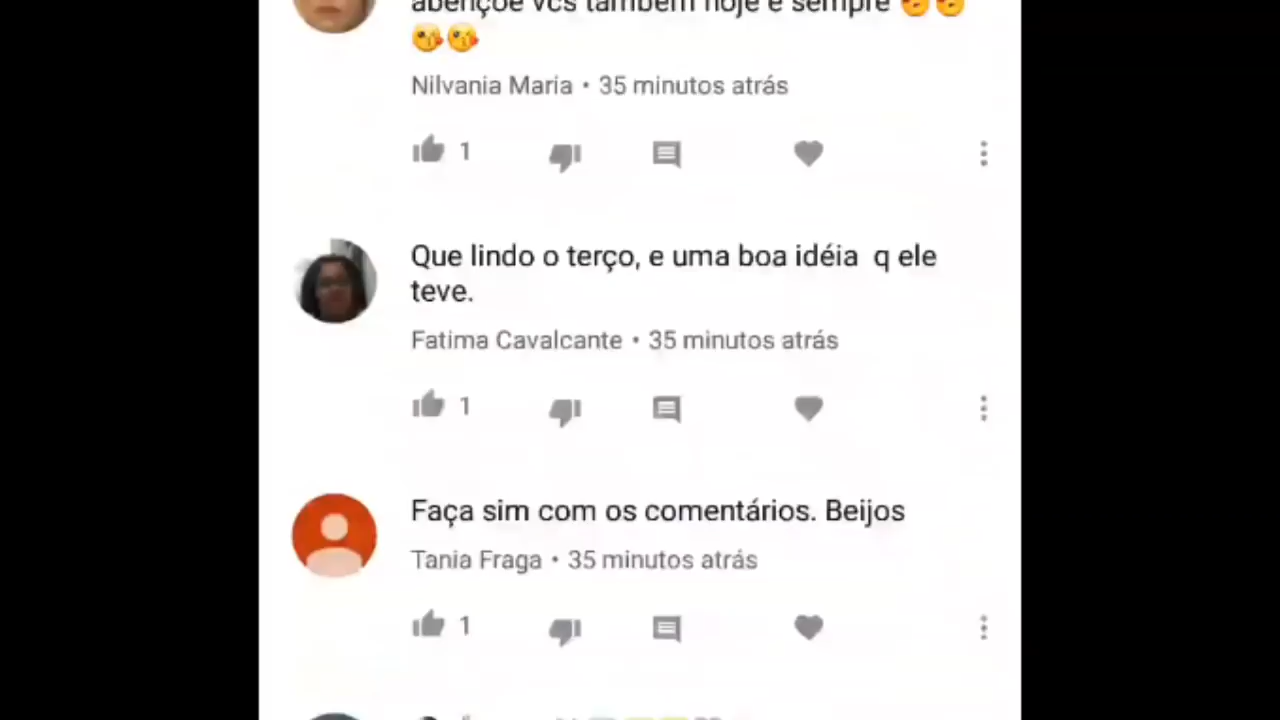 abençoe vcs também hoje e sempre 😘😘
😘😘
Nilvania Maria • 35 minutos atrás
1
Que lindo o terço, e uma boa idéia  q ele
teve.
Fatima Cavalcante • 35 minutos atrás
1
Faça sim com os comentários. Beijos
Tania Fraga • 35 minutos atrás
1